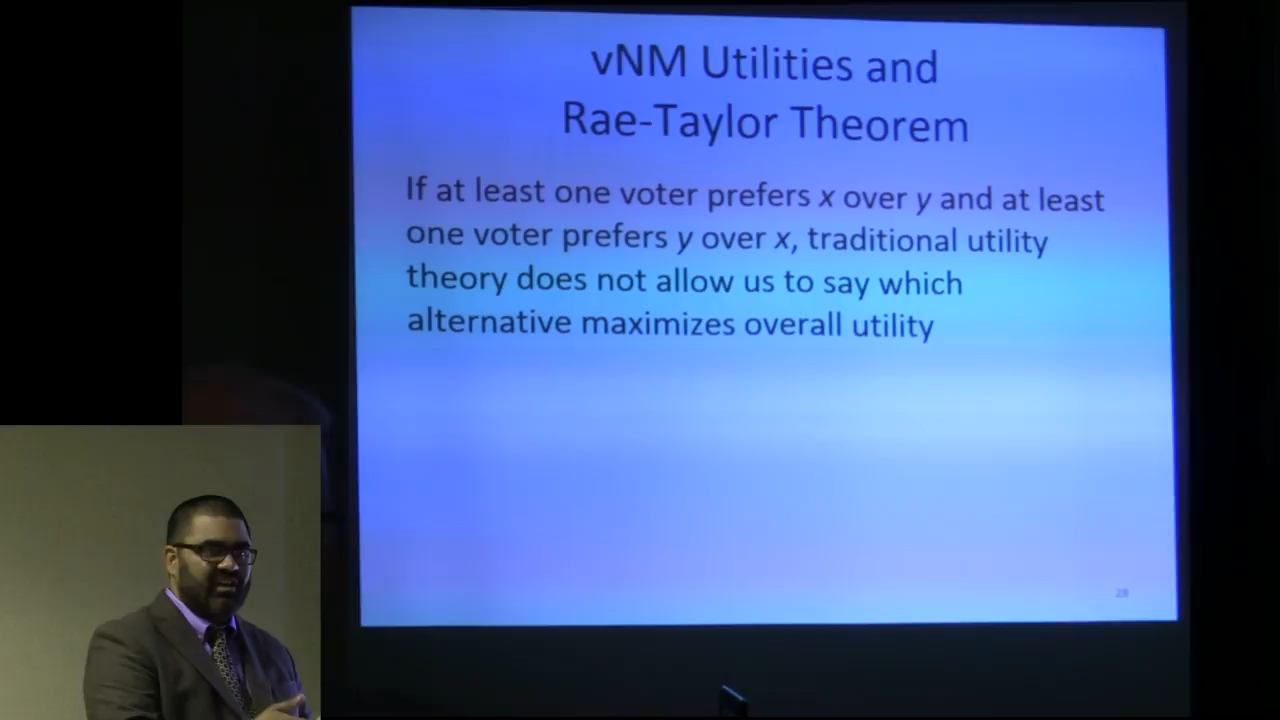 vNM Utilities and
Rae-Taylor Theorem
If at least one voter prefers x over y and at least
one voter prefers y over x, traditional utility
theory does not allow us to say which
alternative maximizes overall utility
28